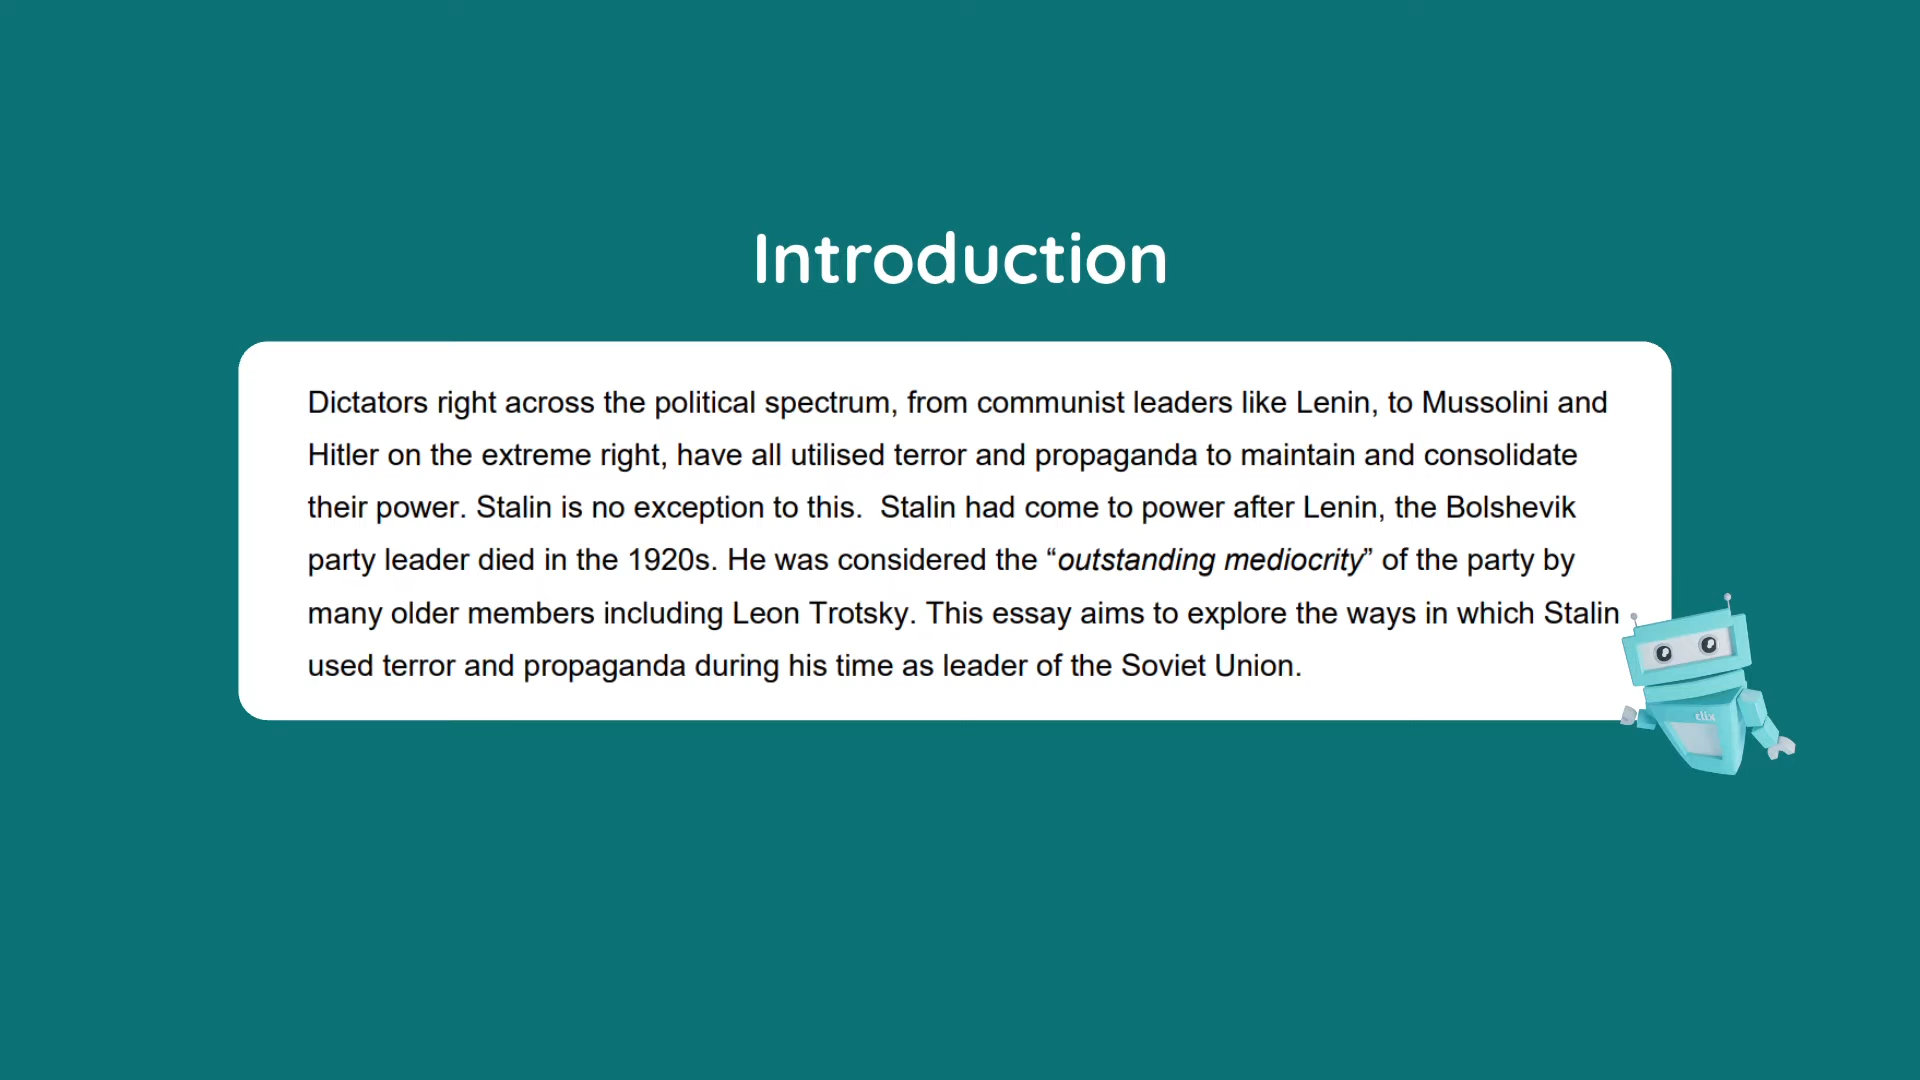 Introduction
Dictators right across the political spectrum, from communist leaders like Lenin, to Mussolini and
Hitler on the extreme right, have all utilised terror and propaganda to maintain and consolidate
their power. Stalin is no exception to this.  Stalin had come to power after Lenin, the Bolshevik
party leader died in the 1920s. He was considered the “outstanding mediocrity” of the party by
many older members including Leon Trotsky. This essay aims to explore the ways in which Stalin
used terror and propaganda during his time as leader of the Soviet Union.